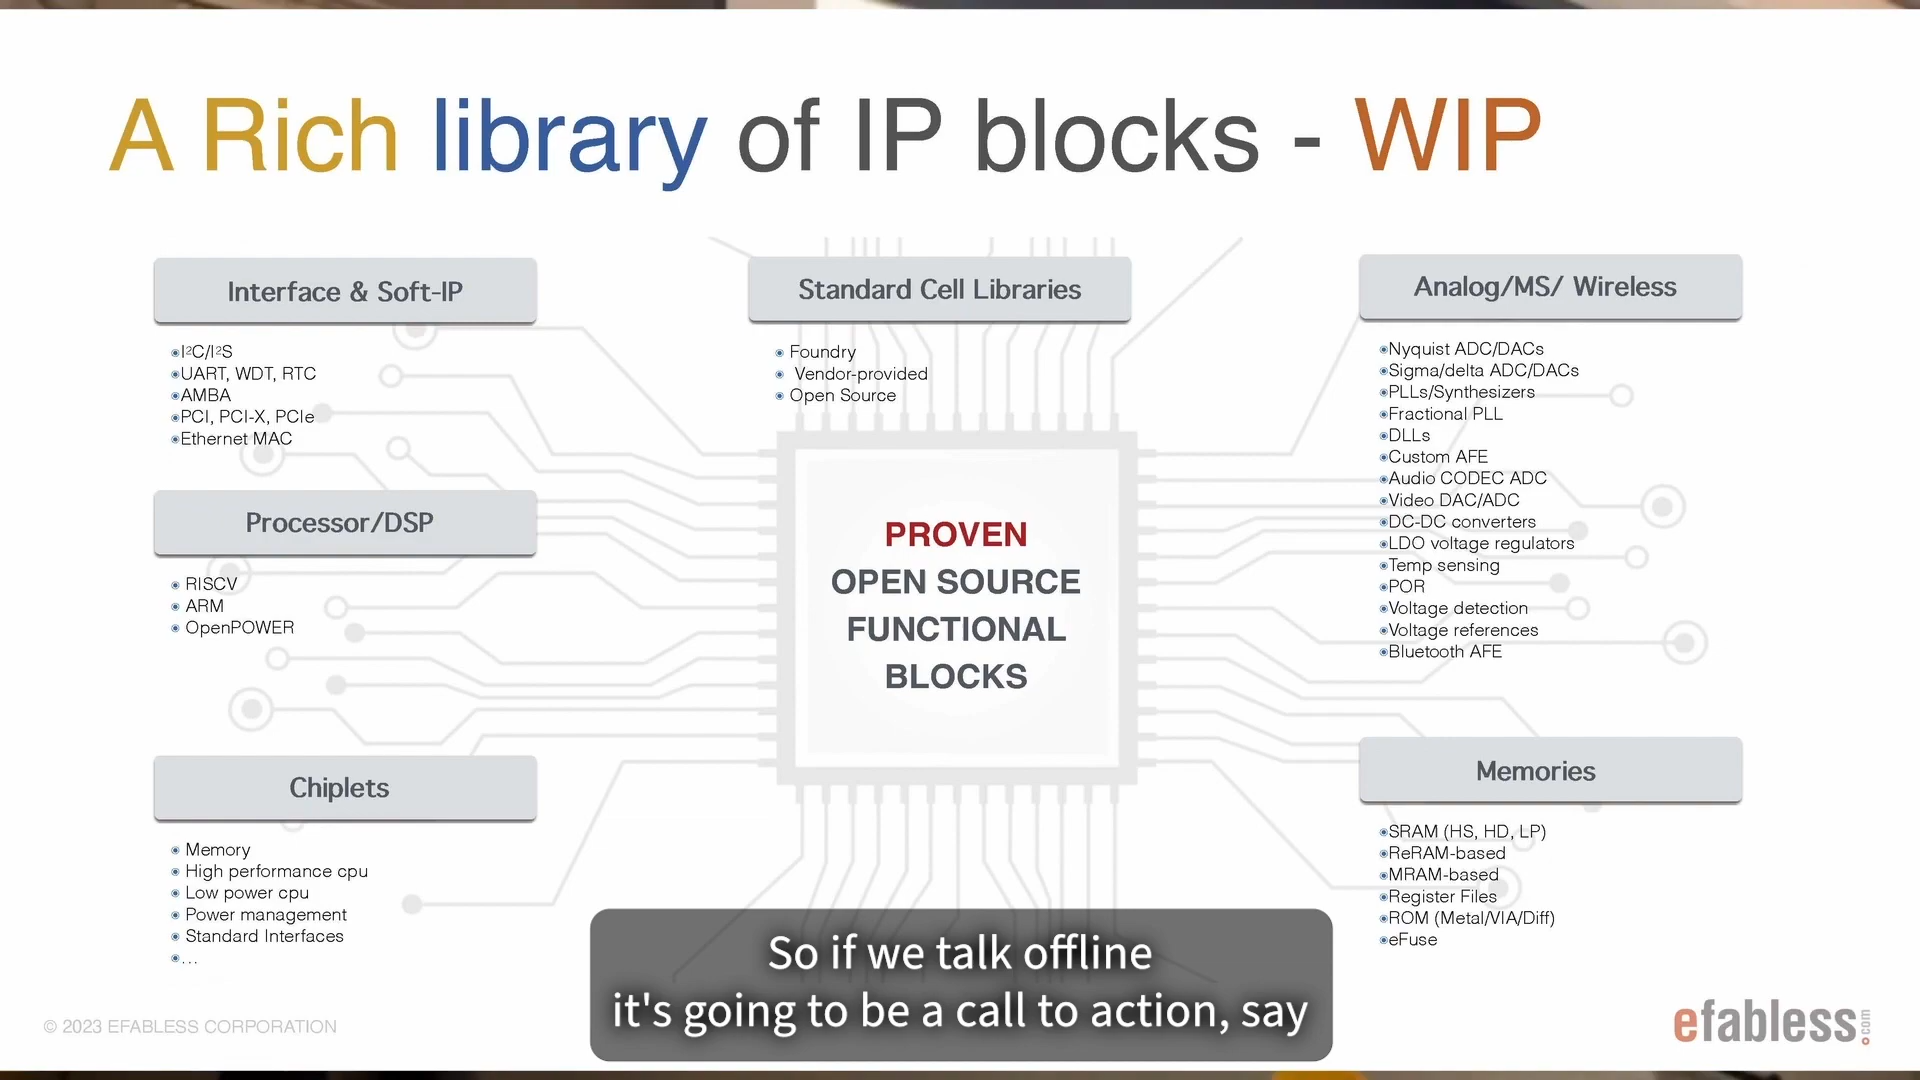 A Rich library of IP blocks - WIP
Interface & Soft-IP
I²C/I²S
UART, WDT, RTC
AMBA
PCI, PCI-X, PCIe
Ethernet MAC
Processor/DSP
RISCV
ARM
OpenPOWER
Chiplets
Memory
High performance cpu
Low power cpu
Power management
Standard Interfaces
...
Standard Cell Libraries
Foundry
Vendor-provided
Open Source
PROVEN
OPEN SOURCE
FUNCTIONAL
BLOCKS
Analog/MS/ Wireless
Nyquist ADC/DACs
Sigma/delta ADC/DACs
PLLs/Synthesizers
Fractional PLL
DLLs
Custom AFE
Audio CODEC ADC
Video DAC/ADC
DC-DC converters
LDO voltage regulators
Temp sensing
POR
Voltage detection
Voltage references
Bluetooth AFE
Memories
SRAM (HS, HD, LP)
ReRAM-based
MRAM-based
Register Files
ROM (Metal/VIA/Diff)
eFuse
So if we talk offline
it's going to be a call to action, say
© 2023 EFABLESS CORPORATION
efabless.com